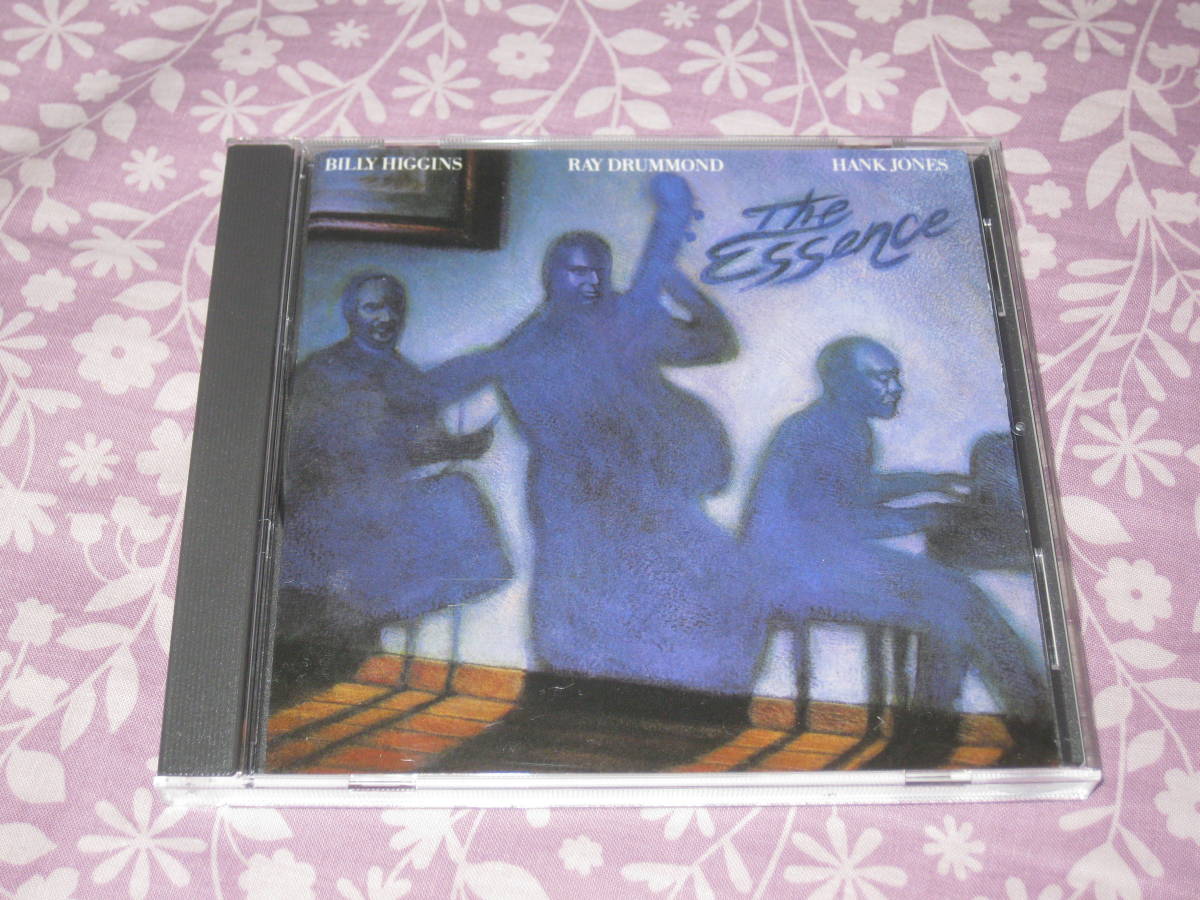 BILLY HIGGINS RAY DRUMMOND HANK JONES
The
Essence